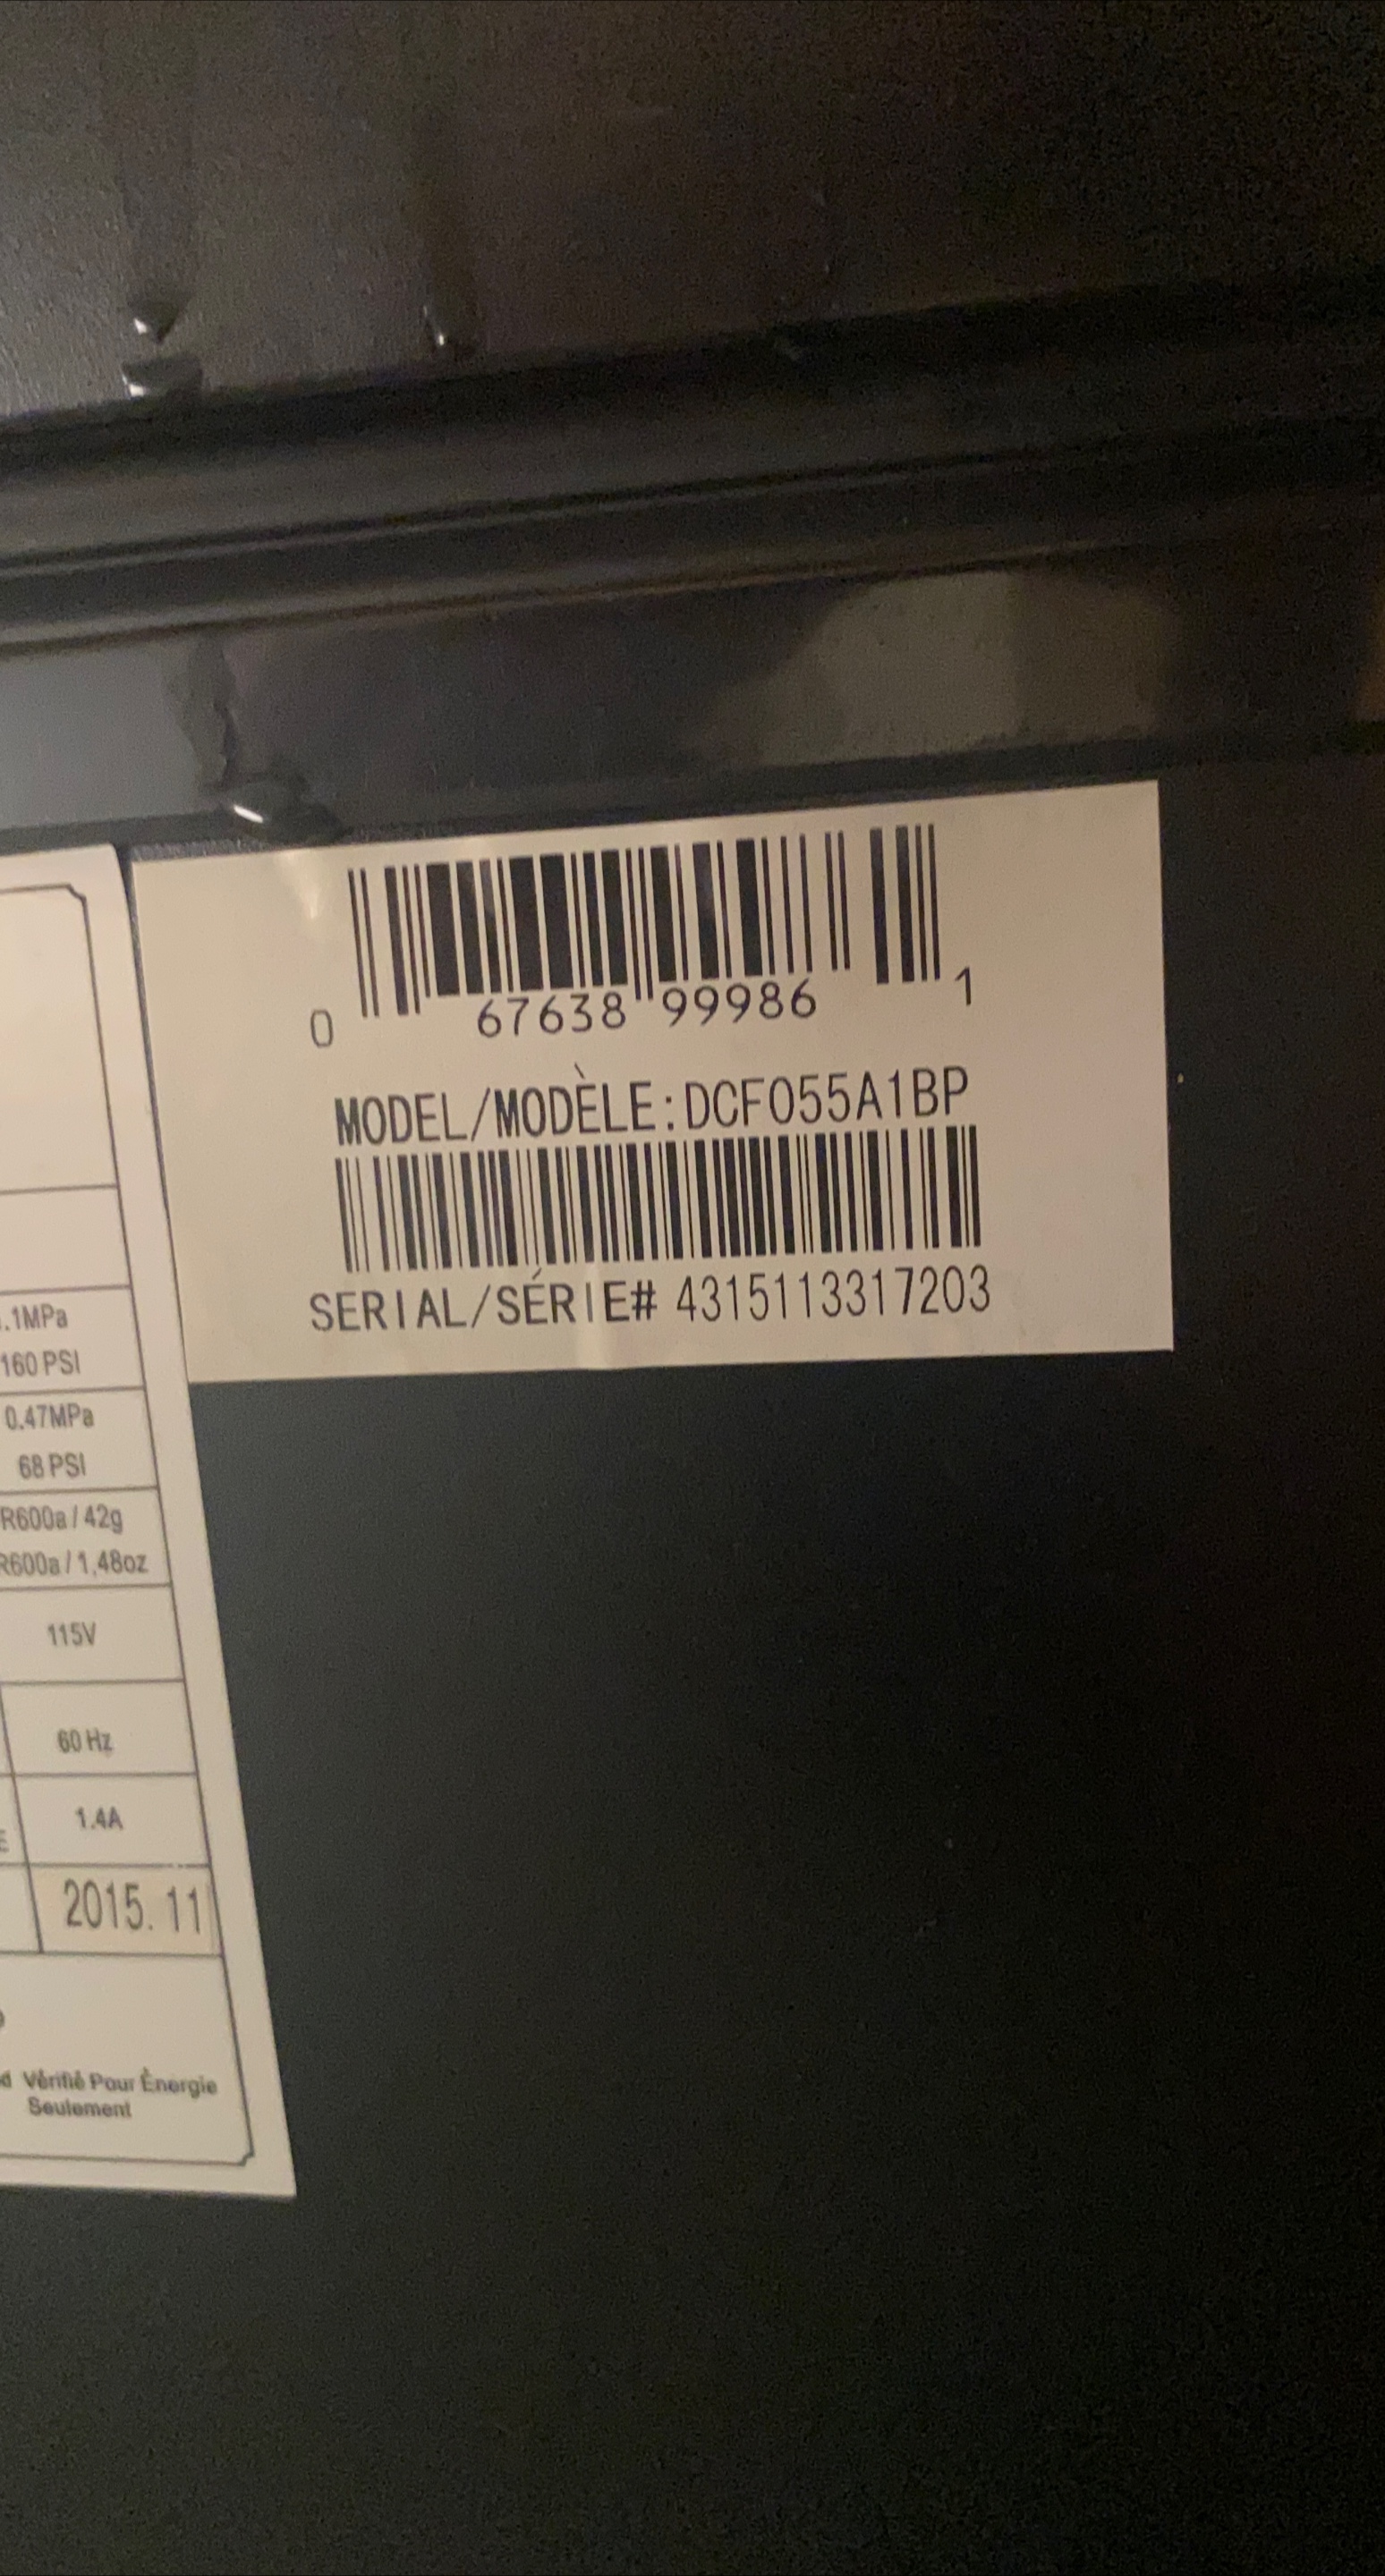 0 67638 99986 1
MODEL/MODÈLE:DCF055A1BP
SERIAL/SÉRIE# 4315113317203
.1MPa
160 PSI
0.47MPa
68 PSI
R600a / 42g
R600a / 1.48oz
115V
60 Hz
1.4A
E
2015.11
d Vérifié Pour Énergie
Seulement